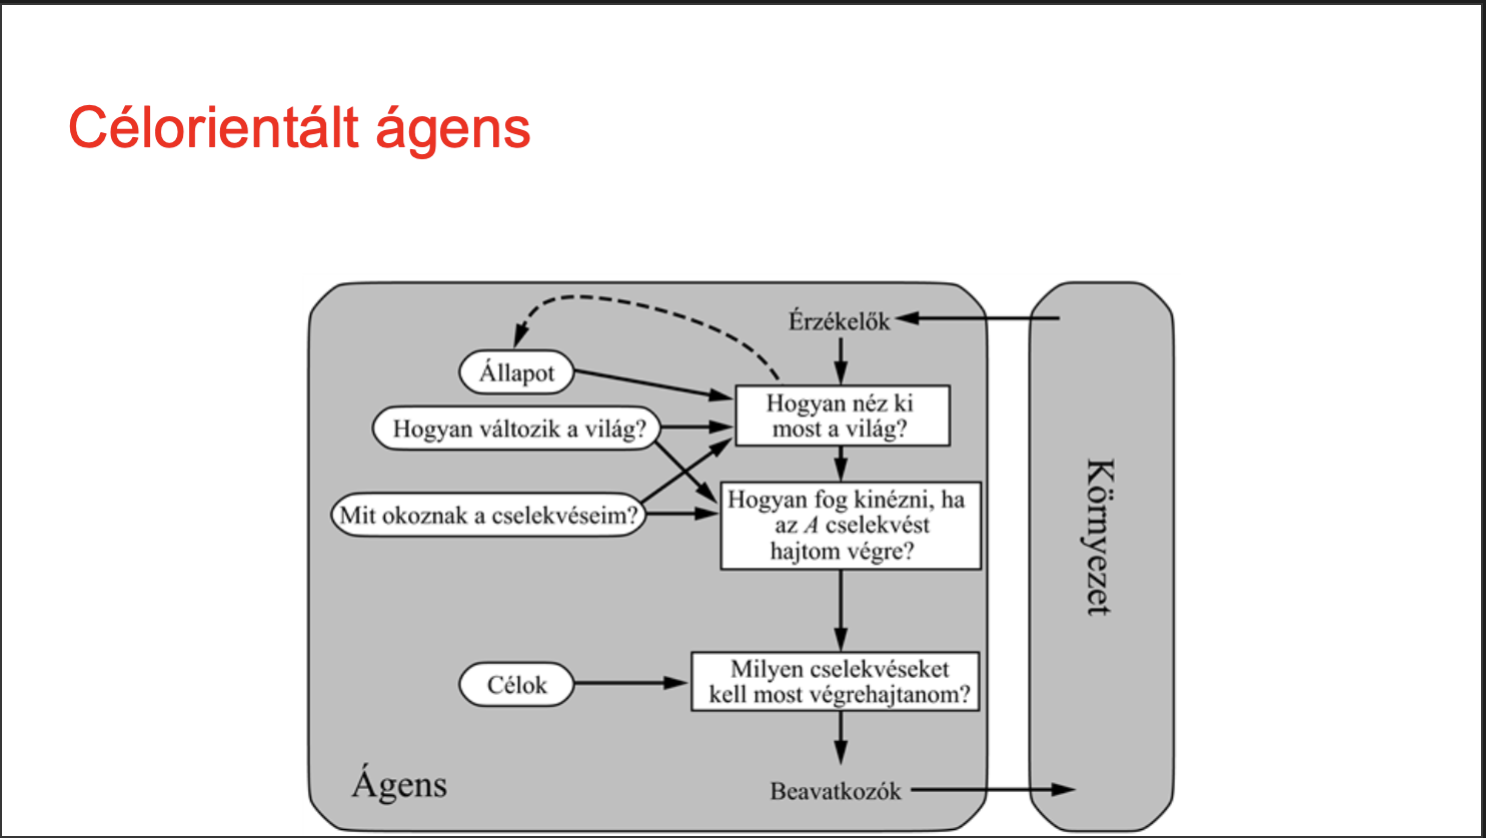 Célorientált ágens
Érzékelők
Állapot
Hogyan néz ki
most a világ?
Hogyan változik a világ?
Mit okoznak a cselekvéseim?
Hogyan fog kinézni, ha
az A cselekvést
hajtom végre?
Célok
Milyen cselekvéseket
kell most végrehajtanom?
Ágens
Beavatkozók
Környezet